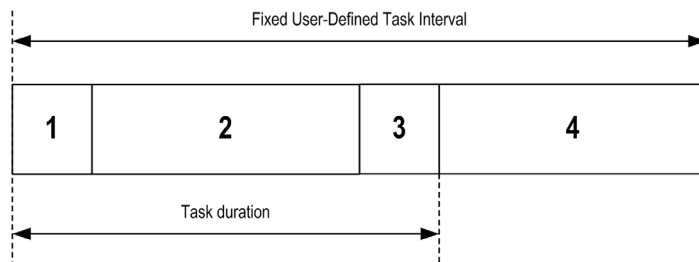 Fixed User-Defined Task Interval
1 2 3 4
Task duration